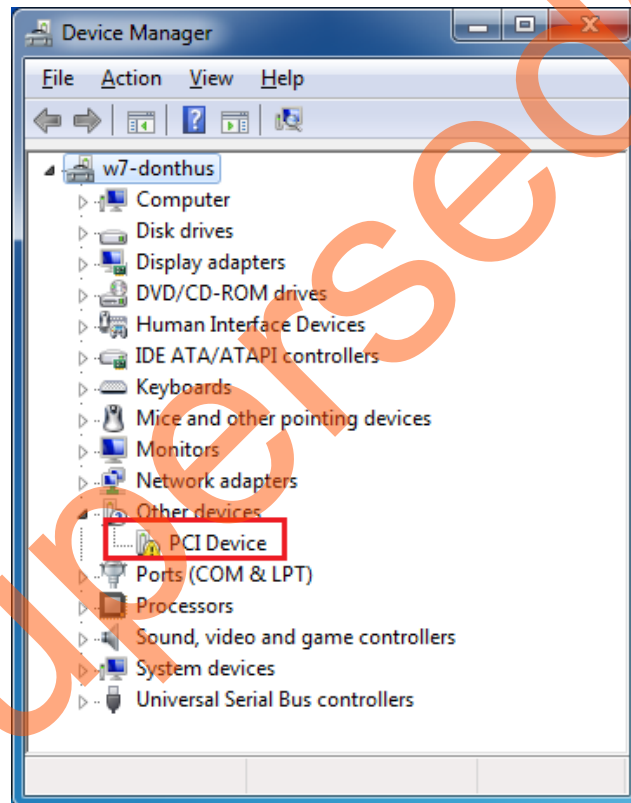 Device Manager
File Action View Help
w7-donthus
Computer
Disk drives
Display adapters
DVD/CD-ROM drives
Human Interface Devices
IDE ATA/ATAPI controllers
Keyboards
Mice and other pointing devices
Monitors
Network adapters
Other devices
PCI Device
Ports (COM & LPT)
Processors
Sound, video and game controllers
System devices
Universal Serial Bus controllers
upersed